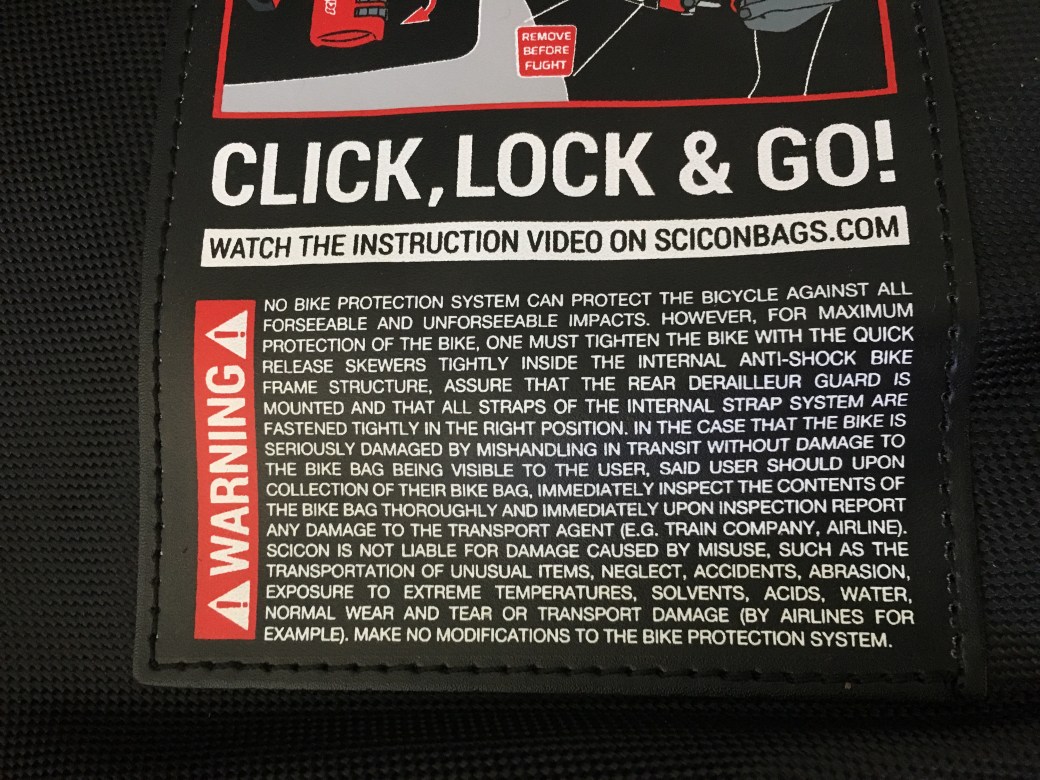 REMOVE
BEFORE
FLIGHT
CLICK, LOCK & GO!
WATCH THE INSTRUCTION VIDEO ON SCICONBAGS.COM
WARNING
NO BIKE PROTECTION SYSTEM CAN PROTECT THE BICYCLE AGAINST ALL
FORSEEABLE AND UNFORSEEABLE IMPACTS. HOWEVER, FOR MAXIMUM
PROTECTION OF THE BIKE, ONE MUST TIGHTEN THE BIKE WITH THE QUICK
RELEASE SKEWERS TIGHTLY INSIDE THE INTERNAL ANTI-SHOCK BIKE
FRAME STRUCTURE, ASSURE THAT THE REAR DERAILLEUR GUARD IS
MOUNTED AND THAT ALL STRAPS OF THE INTERNAL STRAP SYSTEM ARE
FASTENED TIGHTLY IN THE RIGHT POSITION. IN THE CASE THAT THE BIKE IS
SERIOUSLY DAMAGED BY MISHANDLING IN TRANSIT WITHOUT DAMAGE TO
THE BIKE BAG BEING VISIBLE TO THE USER, SAID USER SHOULD UPON
COLLECTION OF THEIR BIKE BAG, IMMEDIATELY INSPECT THE CONTENTS OF
THE BIKE BAG THOROUGHLY AND IMMEDIATELY UPON INSPECTION REPORT
ANY DAMAGE TO THE TRANSPORT AGENT (E.G. TRAIN COMPANY, AIRLINE).
SCICON IS NOT LIABLE FOR DAMAGE CAUSED BY MISUSE, SUCH AS THE
TRANSPORTATION OF UNUSUAL ITEMS, NEGLECT, ACCIDENTS, ABRASION,
EXPOSURE TO EXTREME TEMPERATURES, SOLVENTS, ACIDS, WATER,
NORMAL WEAR AND TEAR OR TRANSPORT DAMAGE (BY AIRLINES FOR
EXAMPLE). MAKE NO MODIFICATIONS TO THE BIKE PROTECTION SYSTEM.